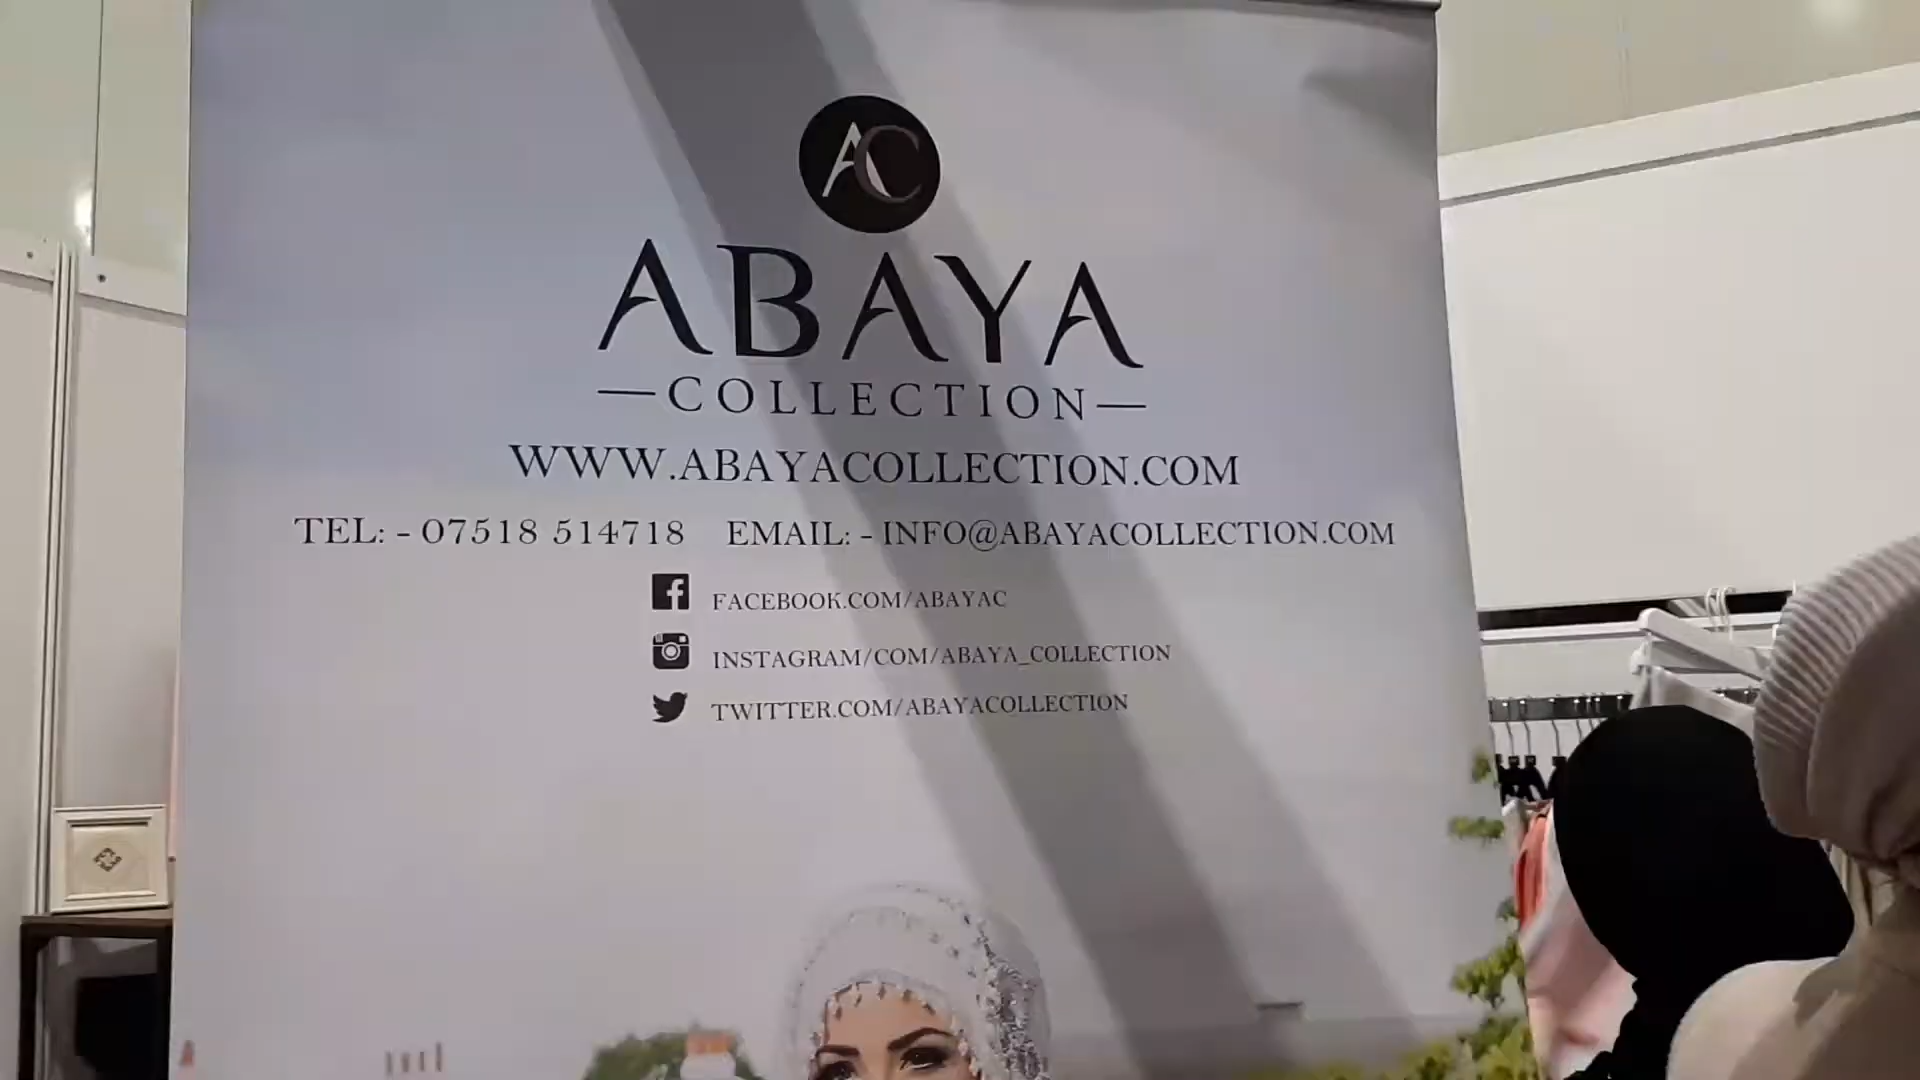 AC
ABAYA
—COLLECTION—
WWW.ABAYACOLLECTION.COM
TEL: - 07518 514718 EMAIL: - INFO@ABAYACOLLECTION.COM
FACEBOOK.COM/ABAYAC
INSTAGRAM/COM/ABAYA_COLLECTION
TWITTER.COM/ABAYACOLLECTION